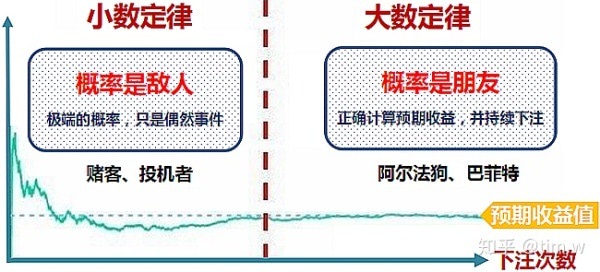 小数定律
大数定律
概率是敌人
极端的概率，只是偶然事件
概率是朋友
正确计算预期收益，并持续下注
赌客、投机者
阿尔法狗、巴菲特
预期收益值
知乎 @tim w
下注次数